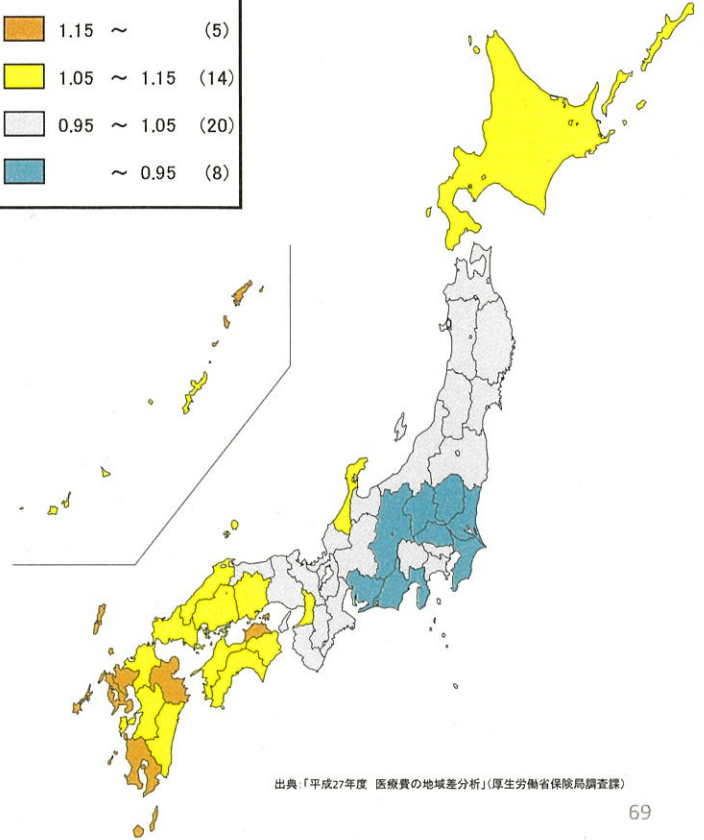 1.15 ～ (5)
1.05 ～ 1.15 (14)
0.95 ～ 1.05 (20)
～ 0.95 (8)
出典:「平成27年度 医療費の地域差分析」(厚生労働省保険局調査課)
69